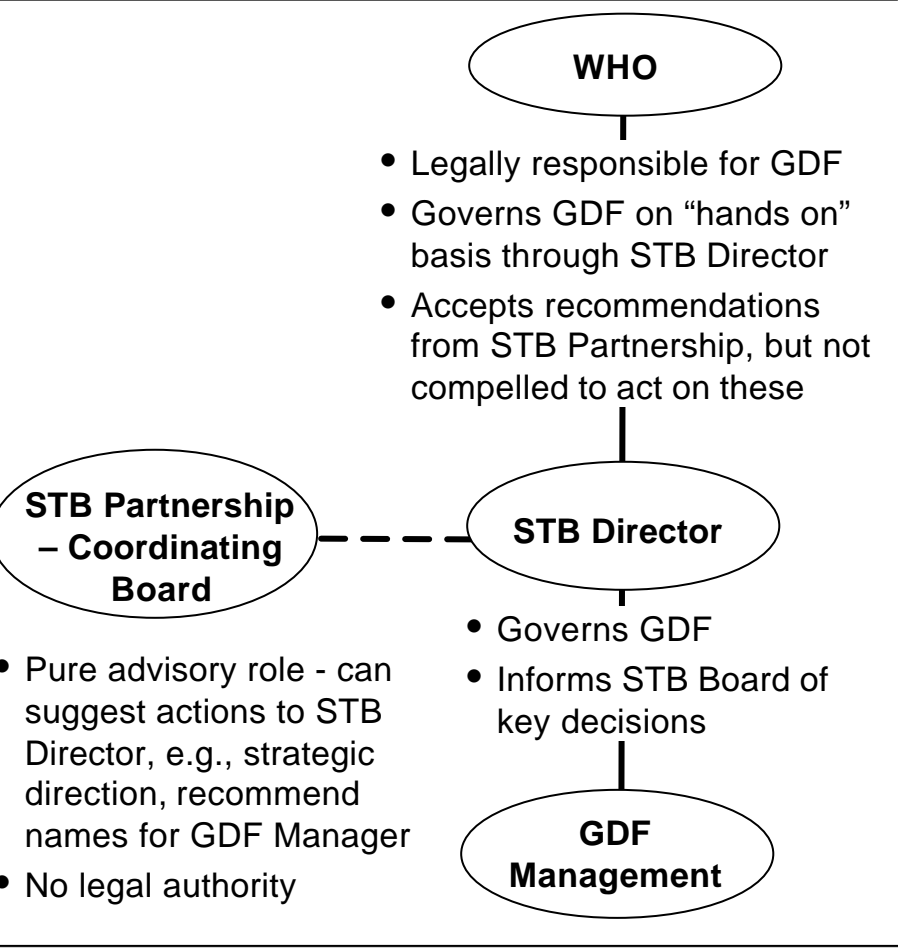 WHO
• Legally responsible for GDF
• Governs GDF on “hands on”
basis through STB Director
• Accepts recommendations
from STB Partnership, but not
compelled to act on these
STB Partnership
– Coordinating
Board
STB Director
• Pure advisory role - can
suggest actions to STB
Director, e.g., strategic
direction, recommend
names for GDF Manager
• No legal authority
• Governs GDF
• Informs STB Board of
key decisions
GDF
Management